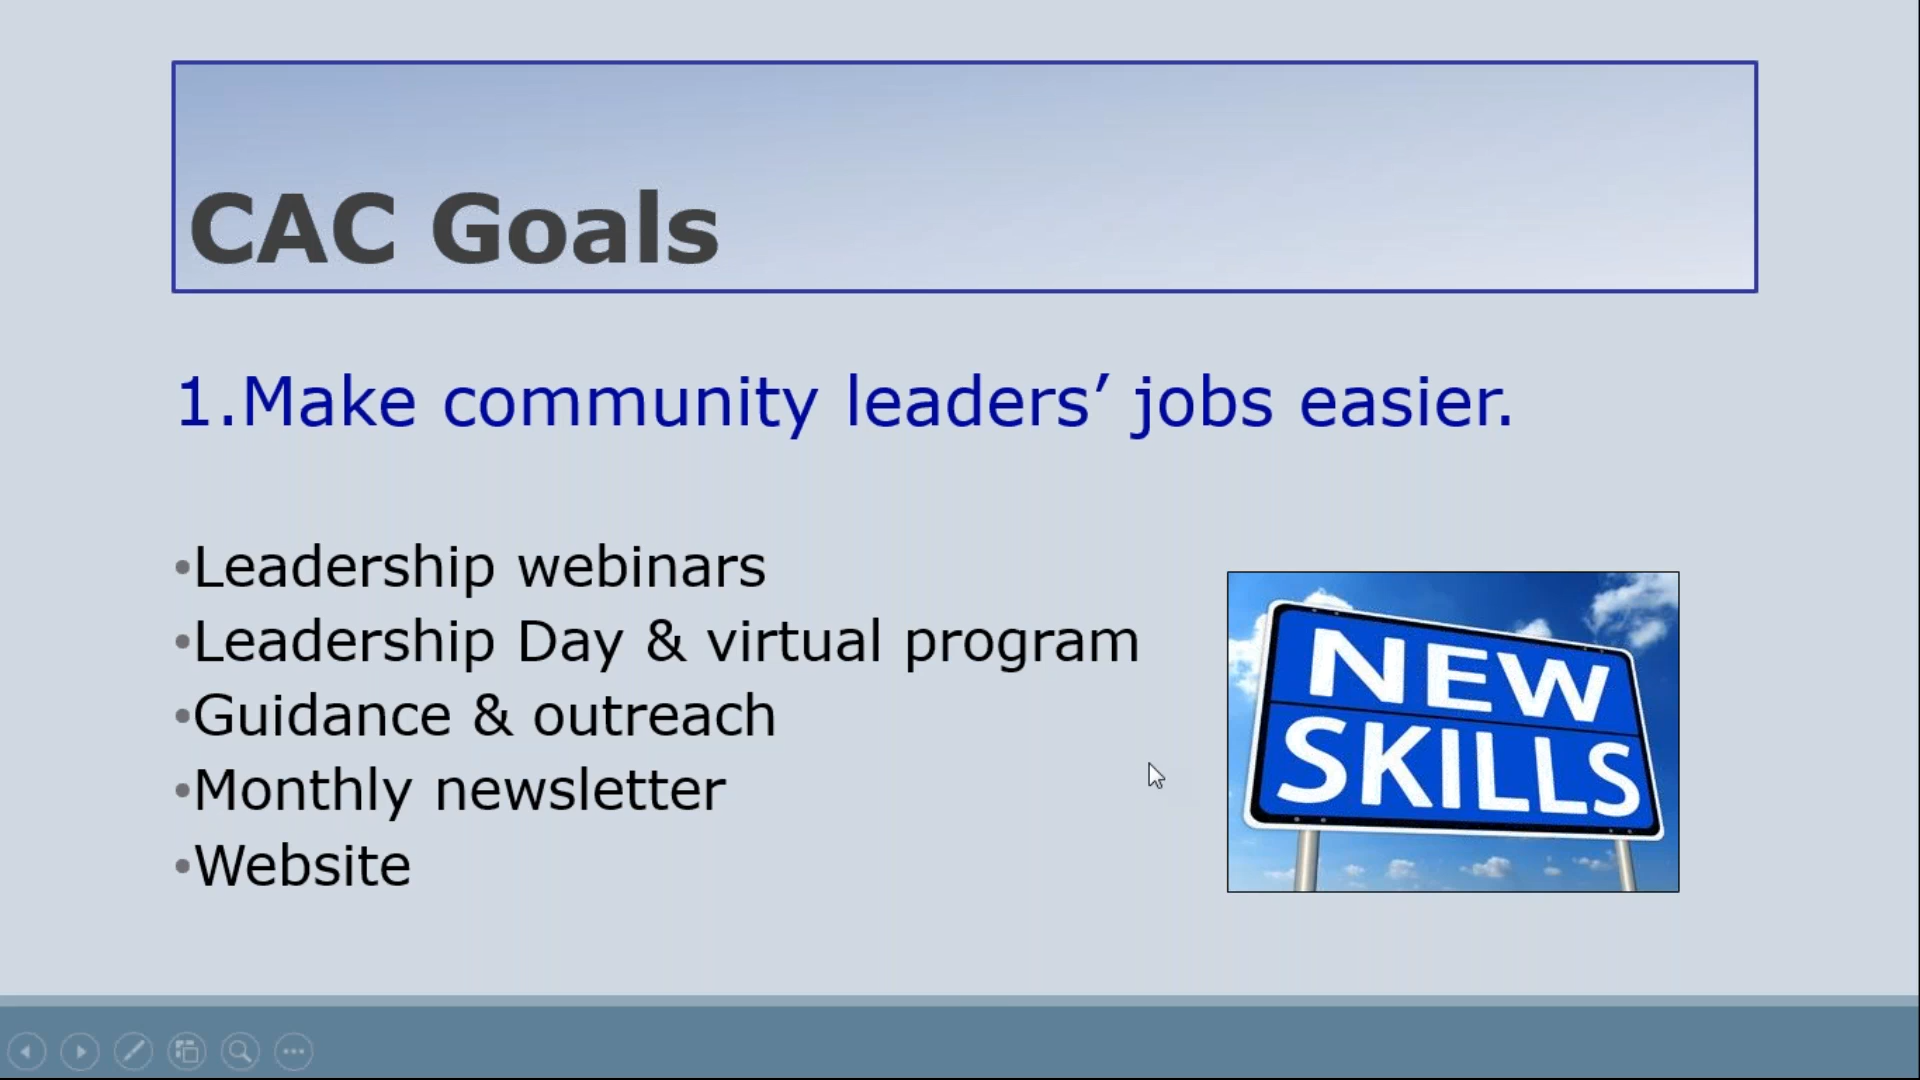 CAC Goals
1.Make community leaders’ jobs easier.
•Leadership webinars
•Leadership Day & virtual program
•Guidance & outreach
•Monthly newsletter
•Website
NEW
SKILLS